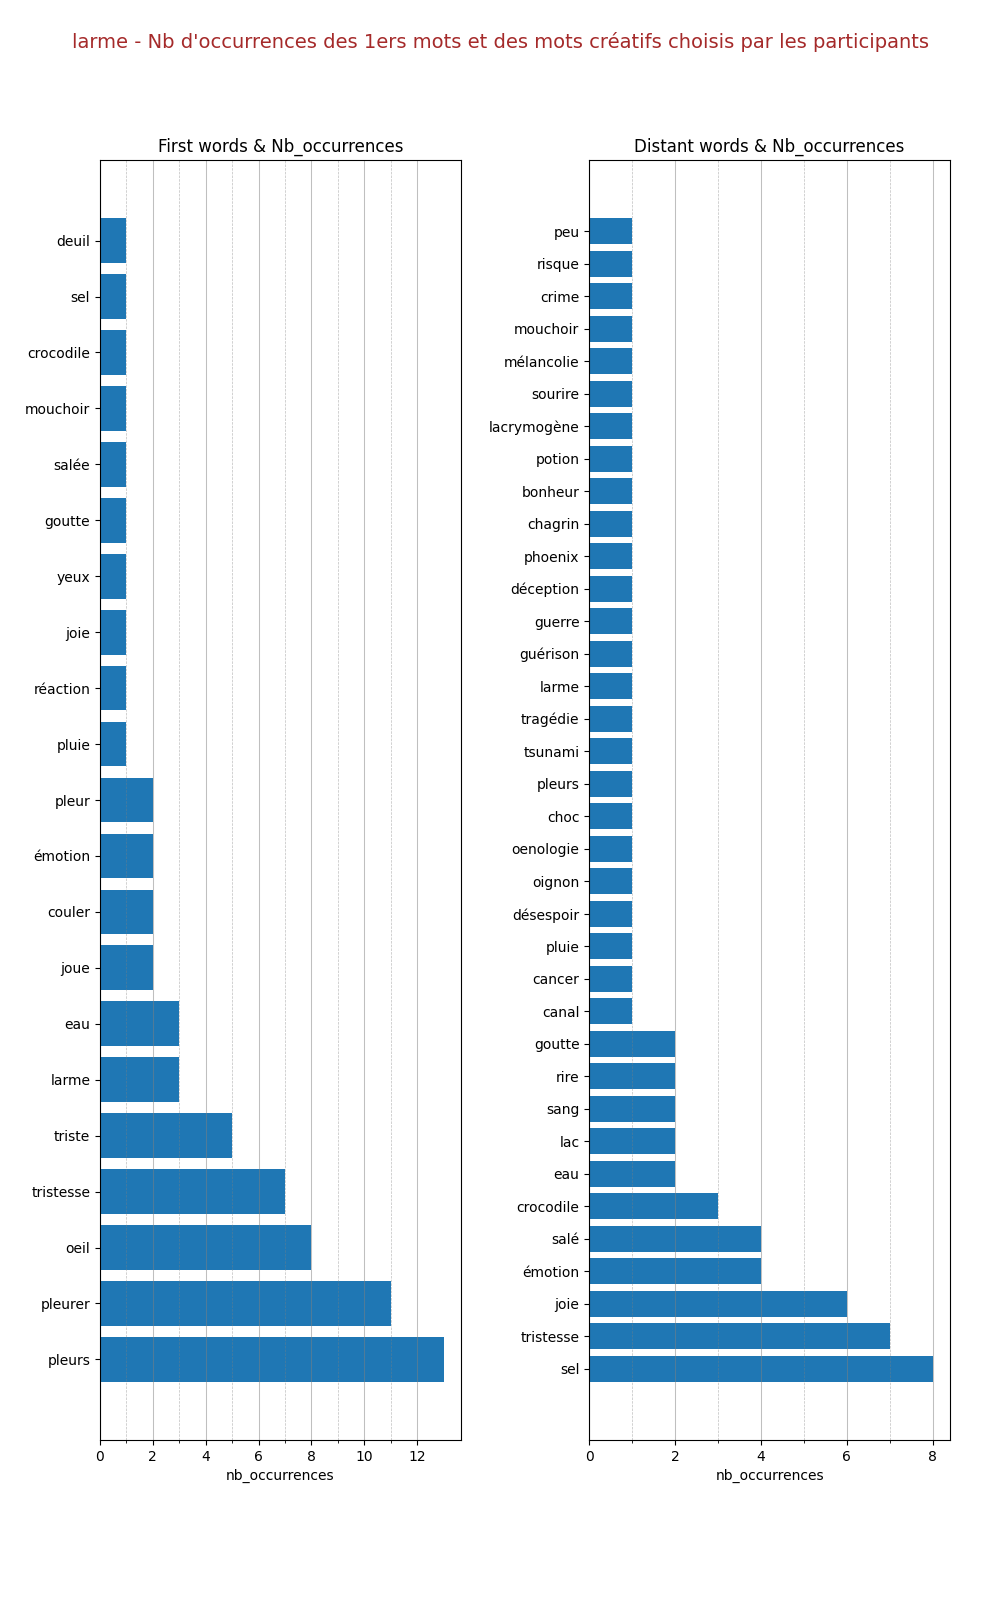 larme - Nb d'occurrences des 1ers mots et des mots créatifs choisis par les participants
First words & Nb_occurrences
deuil
sel
crocodile
mouchoir
salée
goutte
yeux
joie
réaction
pluie
pleur
émotion
couler
joue
eau
larme
triste
tristesse
oeil
pleurer
pleurs
0 2 4 6 8 10 12
nb_occurrences
Distant words & Nb_occurrences
peu
risque
crime
mouchoir
mélancolie
sourire
lacrymogène
potion
bonheur
chagrin
phoenix
déception
guerre
guérison
larme
tragédie
tsunami
pleurs
choc
oenologie
oignon
désespoir
pluie
cancer
canal
goutte
rire
sang
lac
eau
crocodile
salé
émotion
joie
tristesse
sel
0 2 4 6 8
nb_occurrences